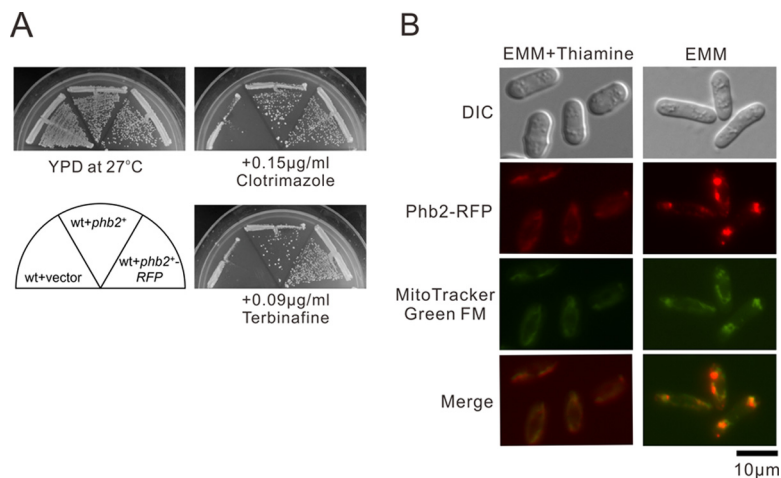 A
YPD at 27°C
+0.15µg/ml
Clotrimazole
wt+phb2⁺
wt+vector
wt+phb2⁺-
RFP
+0.09µg/ml
Terbinafine
B
EMM+Thiamine
EMM
DIC
Phb2-RFP
MitoTracker
Green FM
Merge
10µm